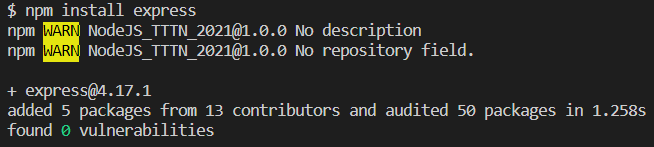 $ npm install express
npm WARN NodeJS_TTTN_2021@1.0.0 No description
npm WARN NodeJS_TTTN_2021@1.0.0 No repository field.
+ express@4.17.1
added 5 packages from 13 contributors and audited 50 packages in 1.258s
found 0 vulnerabilities